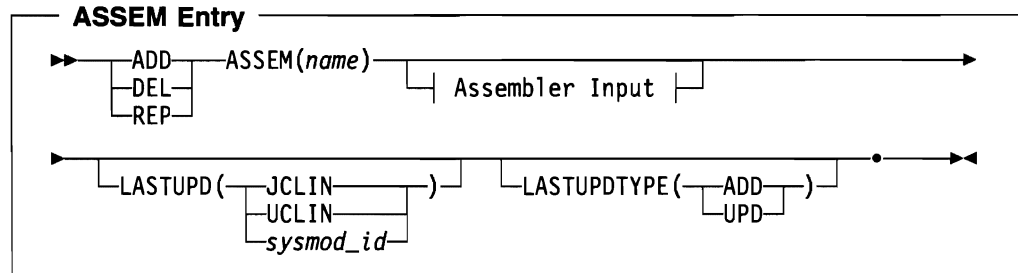 ASSEM Entry
ADD ASSEM(name)
DEL Assembler Input
REP
LASTUPD( JCLIN ) LASTUPDTYPE( ADD )
UCLIN UPD
sysmod_id